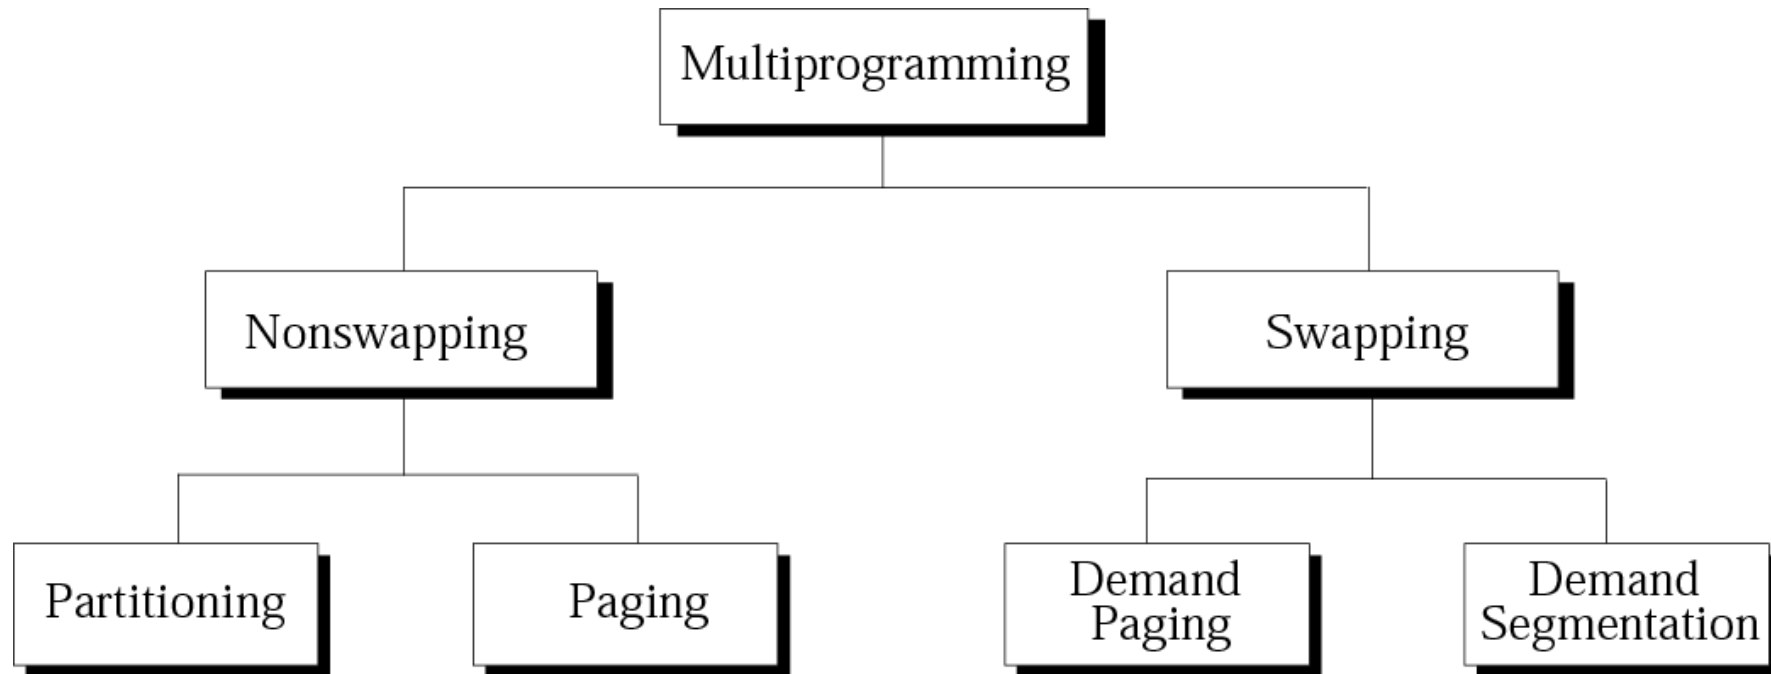 Multiprogramming
Nonswapping
Swapping
Partitioning
Paging
Demand
Paging
Demand
Segmentation